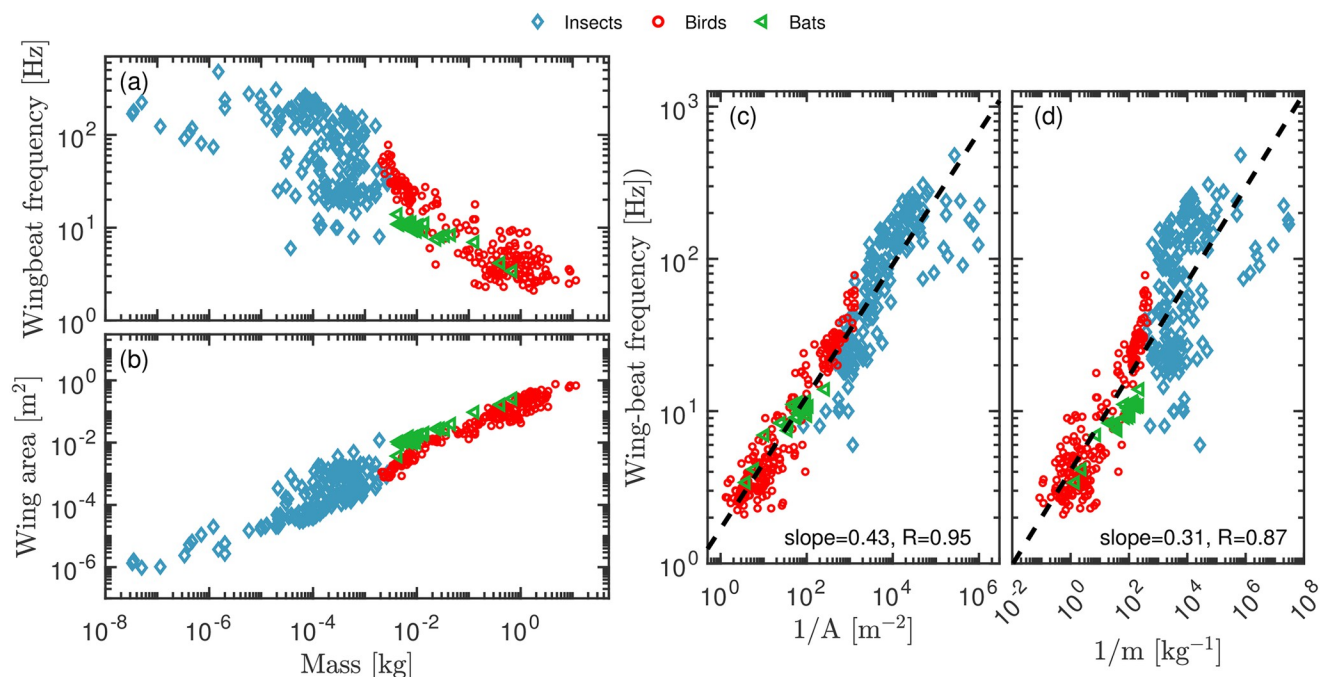 Insects Birds Bats
(a)
Wingbeat frequency [Hz]
10^2
10^1
10^0
(b)
Wing area [m^2]
10^0
10^-2
10^-4
10^-6
10^-8 10^-6 10^-4 10^-2 10^0
Mass [kg]
(c)
Wing-beat frequency [Hz])
10^3
10^2
10^1
10^0
slope=0.43, R=0.95
10^0 10^2 10^4 10^6
1/A [m^-2]
(d)
slope=0.31, R=0.87
10^-2 10^0 10^2 10^4 10^6 10^8
1/m [kg^-1]